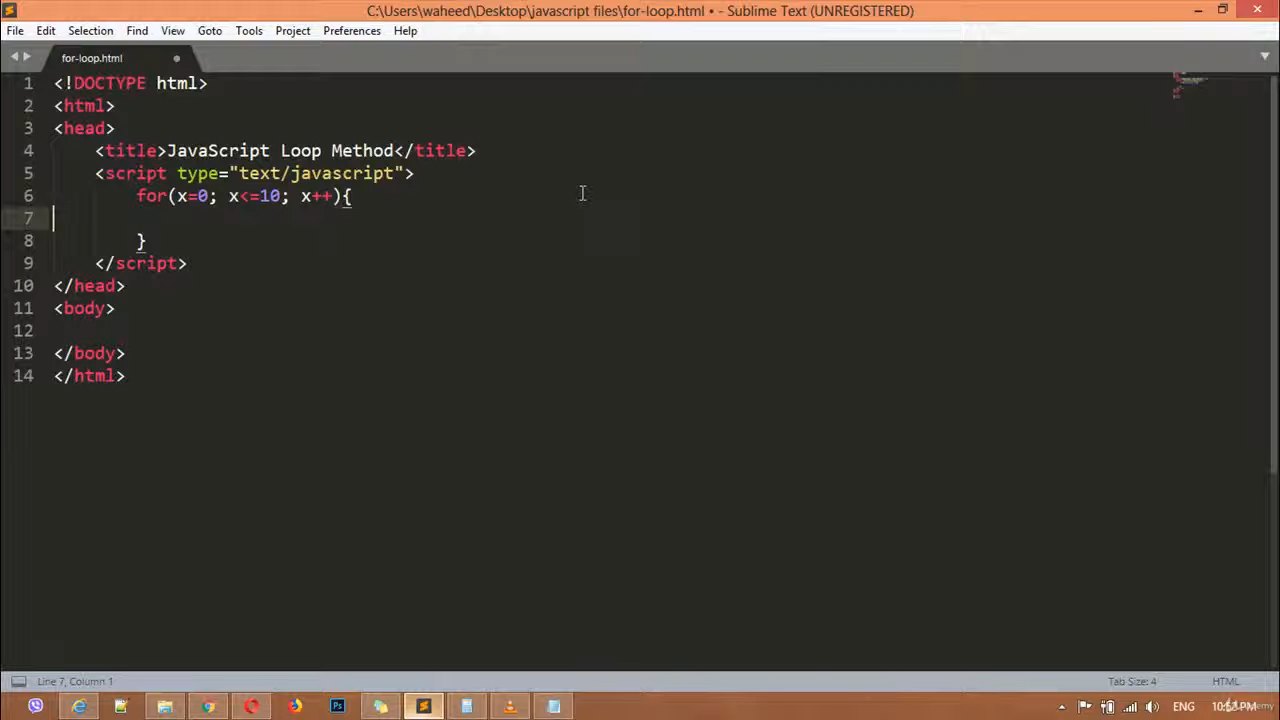 C:\Users\waheed\Desktop\javascript files\for-loop.html • - Sublime Text (UNREGISTERED)
File Edit Selection Find View Goto Tools Project Preferences Help
for-loop.html
1 <!DOCTYPE html>
2 <html>
3 <head>
4 <title>JavaScript Loop Method</title>
5 <script type="text/javascript">
6 for(x=0; x<=10; x++){
7
8 }
9 </script>
10 </head>
11 <body>
12
13 </body>
14 </html>
Line 7, Column 1 Tab Size: 4 HTML
Ps ENG